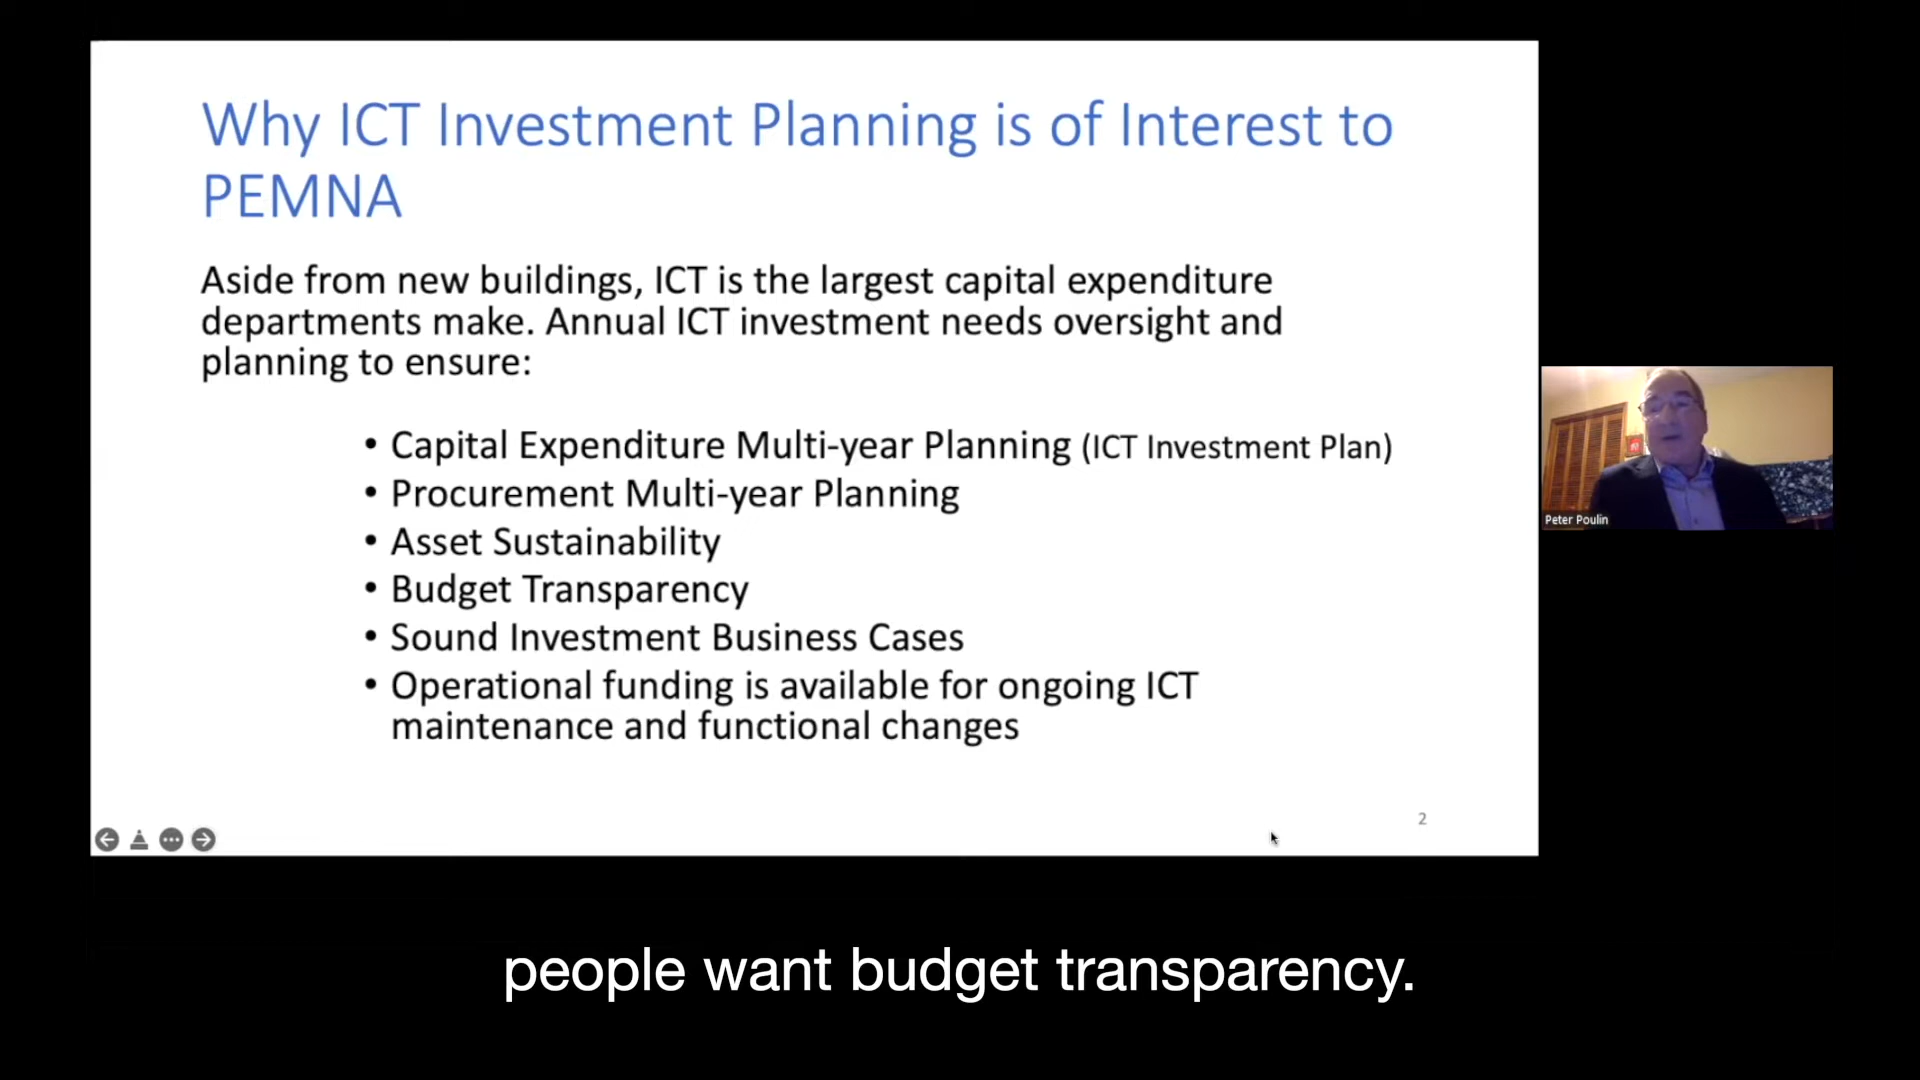 Why ICT Investment Planning is of Interest to
PEMNA
Aside from new buildings, ICT is the largest capital expenditure
departments make. Annual ICT investment needs oversight and
planning to ensure:
• Capital Expenditure Multi-year Planning (ICT Investment Plan)
• Procurement Multi-year Planning
• Asset Sustainability
• Budget Transparency
• Sound Investment Business Cases
• Operational funding is available for ongoing ICT
maintenance and functional changes
Peter Poulin
2
people want budget transparency.